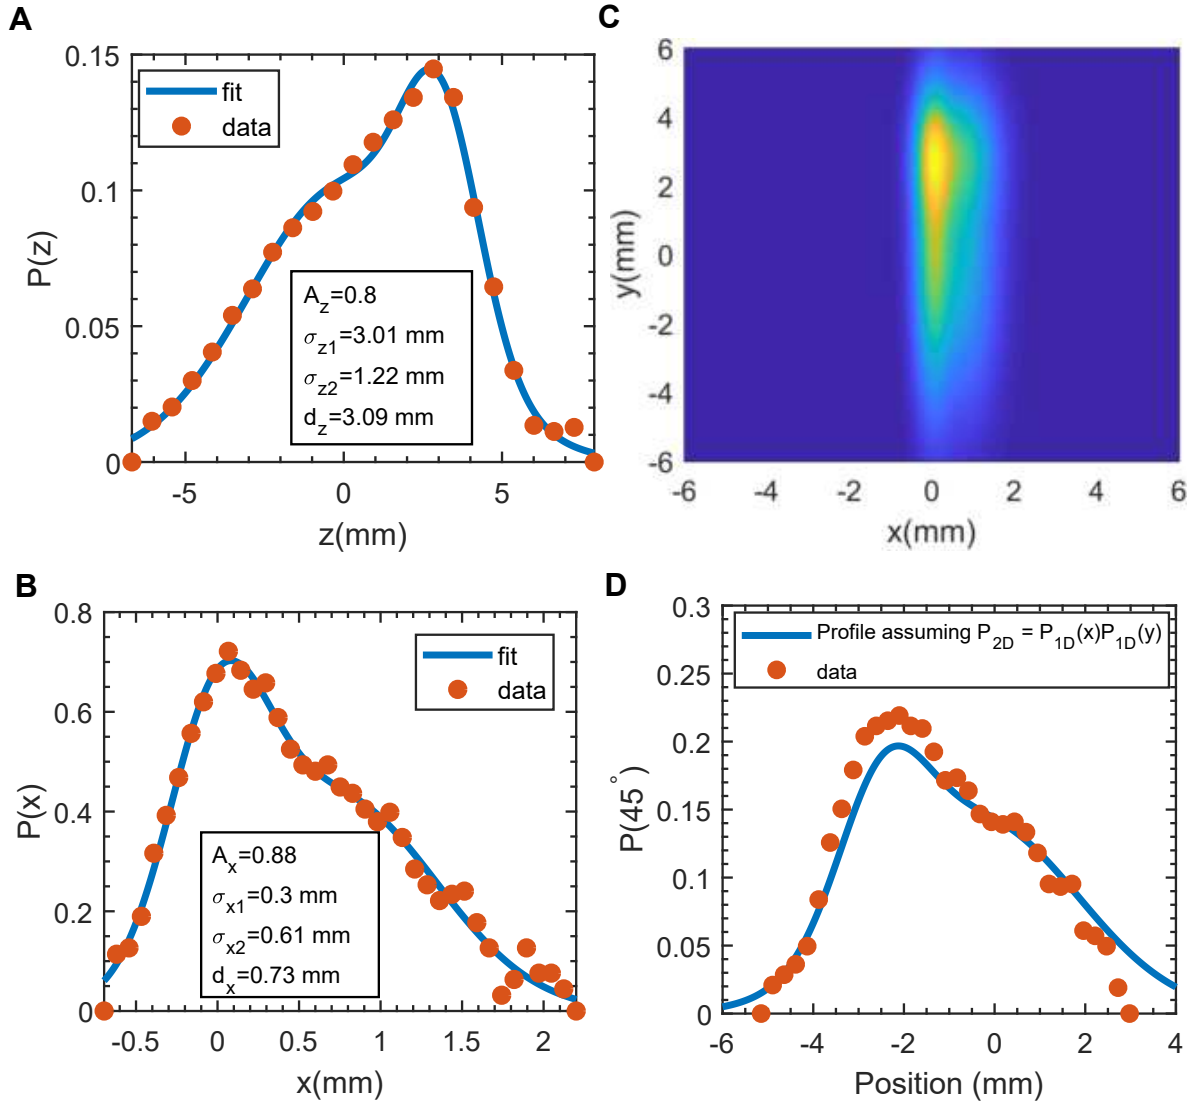 A
0.15
0.1
0.05
0
P(z)
fit
data
A_z=0.8
σ_z1=3.01 mm
σ_z2=1.22 mm
d_z=3.09 mm
-5 0 5
z(mm)
C
6
4
2
0
-2
-4
-6
y(mm)
-6 -4 -2 0 2 4 6
x(mm)
B
0.8
0.6
0.4
0.2
0
P(x)
fit
data
A_x=0.88
σ_x1=0.3 mm
σ_x2=0.61 mm
d_x=0.73 mm
-0.5 0 0.5 1 1.5 2
x(mm)
D
0.3
0.25
0.2
0.15
0.1
0.05
0
P(45°)
Profile assuming P_2D = P_1D(x)P_1D(y)
data
-6 -4 -2 0 2 4
Position (mm)